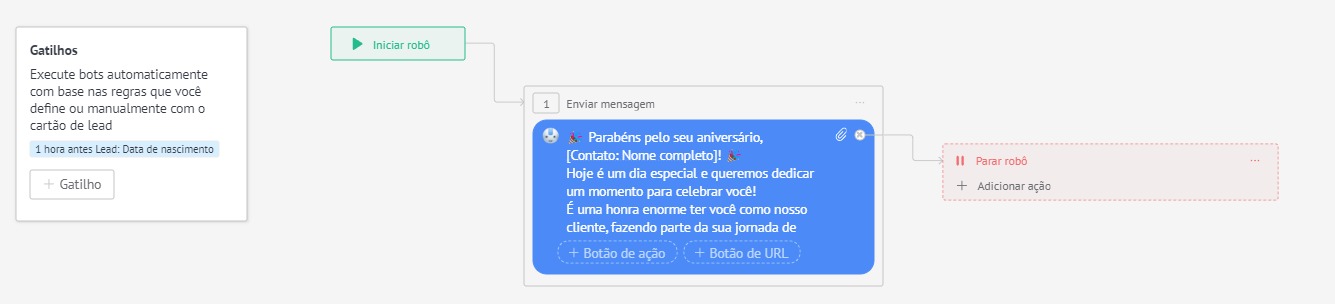 Gatilhos
Execute bots automaticamente
com base nas regras que você
define ou manualmente com o
cartão de lead
1 hora antes Lead: Data de nascimento
+ Gatilho
Iniciar robô
1 Enviar mensagem ...
🎉 Parabéns pelo seu aniversário,
[Contato: Nome completo]! 🎉
Hoje é um dia especial e queremos dedicar
um momento para celebrar você!
É uma honra enorme ter você como nosso
cliente, fazendo parte da sua jornada de
+ Botão de ação + Botão de URL
Parar robô ...
+ Adicionar ação